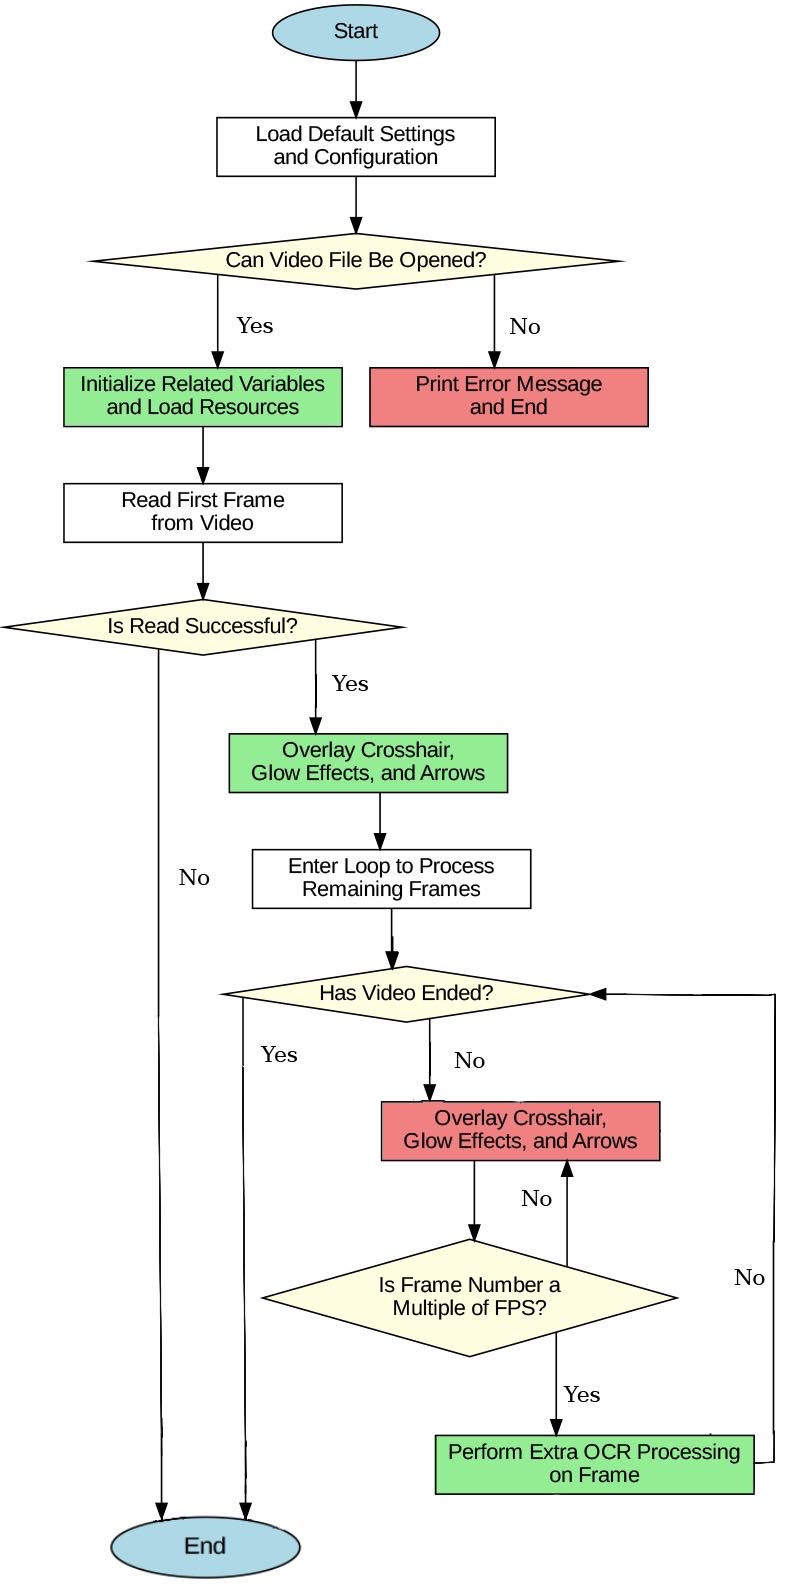 Start
Load Default Settings
and Configuration
Can Video File Be Opened?
Yes
No
Initialize Related Variables
and Load Resources
Print Error Message
and End
Read First Frame
from Video
Is Read Successful?
Yes
Overlay Crosshair,
Glow Effects, and Arrows
No
Enter Loop to Process
Remaining Frames
Has Video Ended?
Yes
No
Overlay Crosshair,
Glow Effects, and Arrows
No
Is Frame Number a
Multiple of FPS?
No
Yes
Perform Extra OCR Processing
on Frame
End